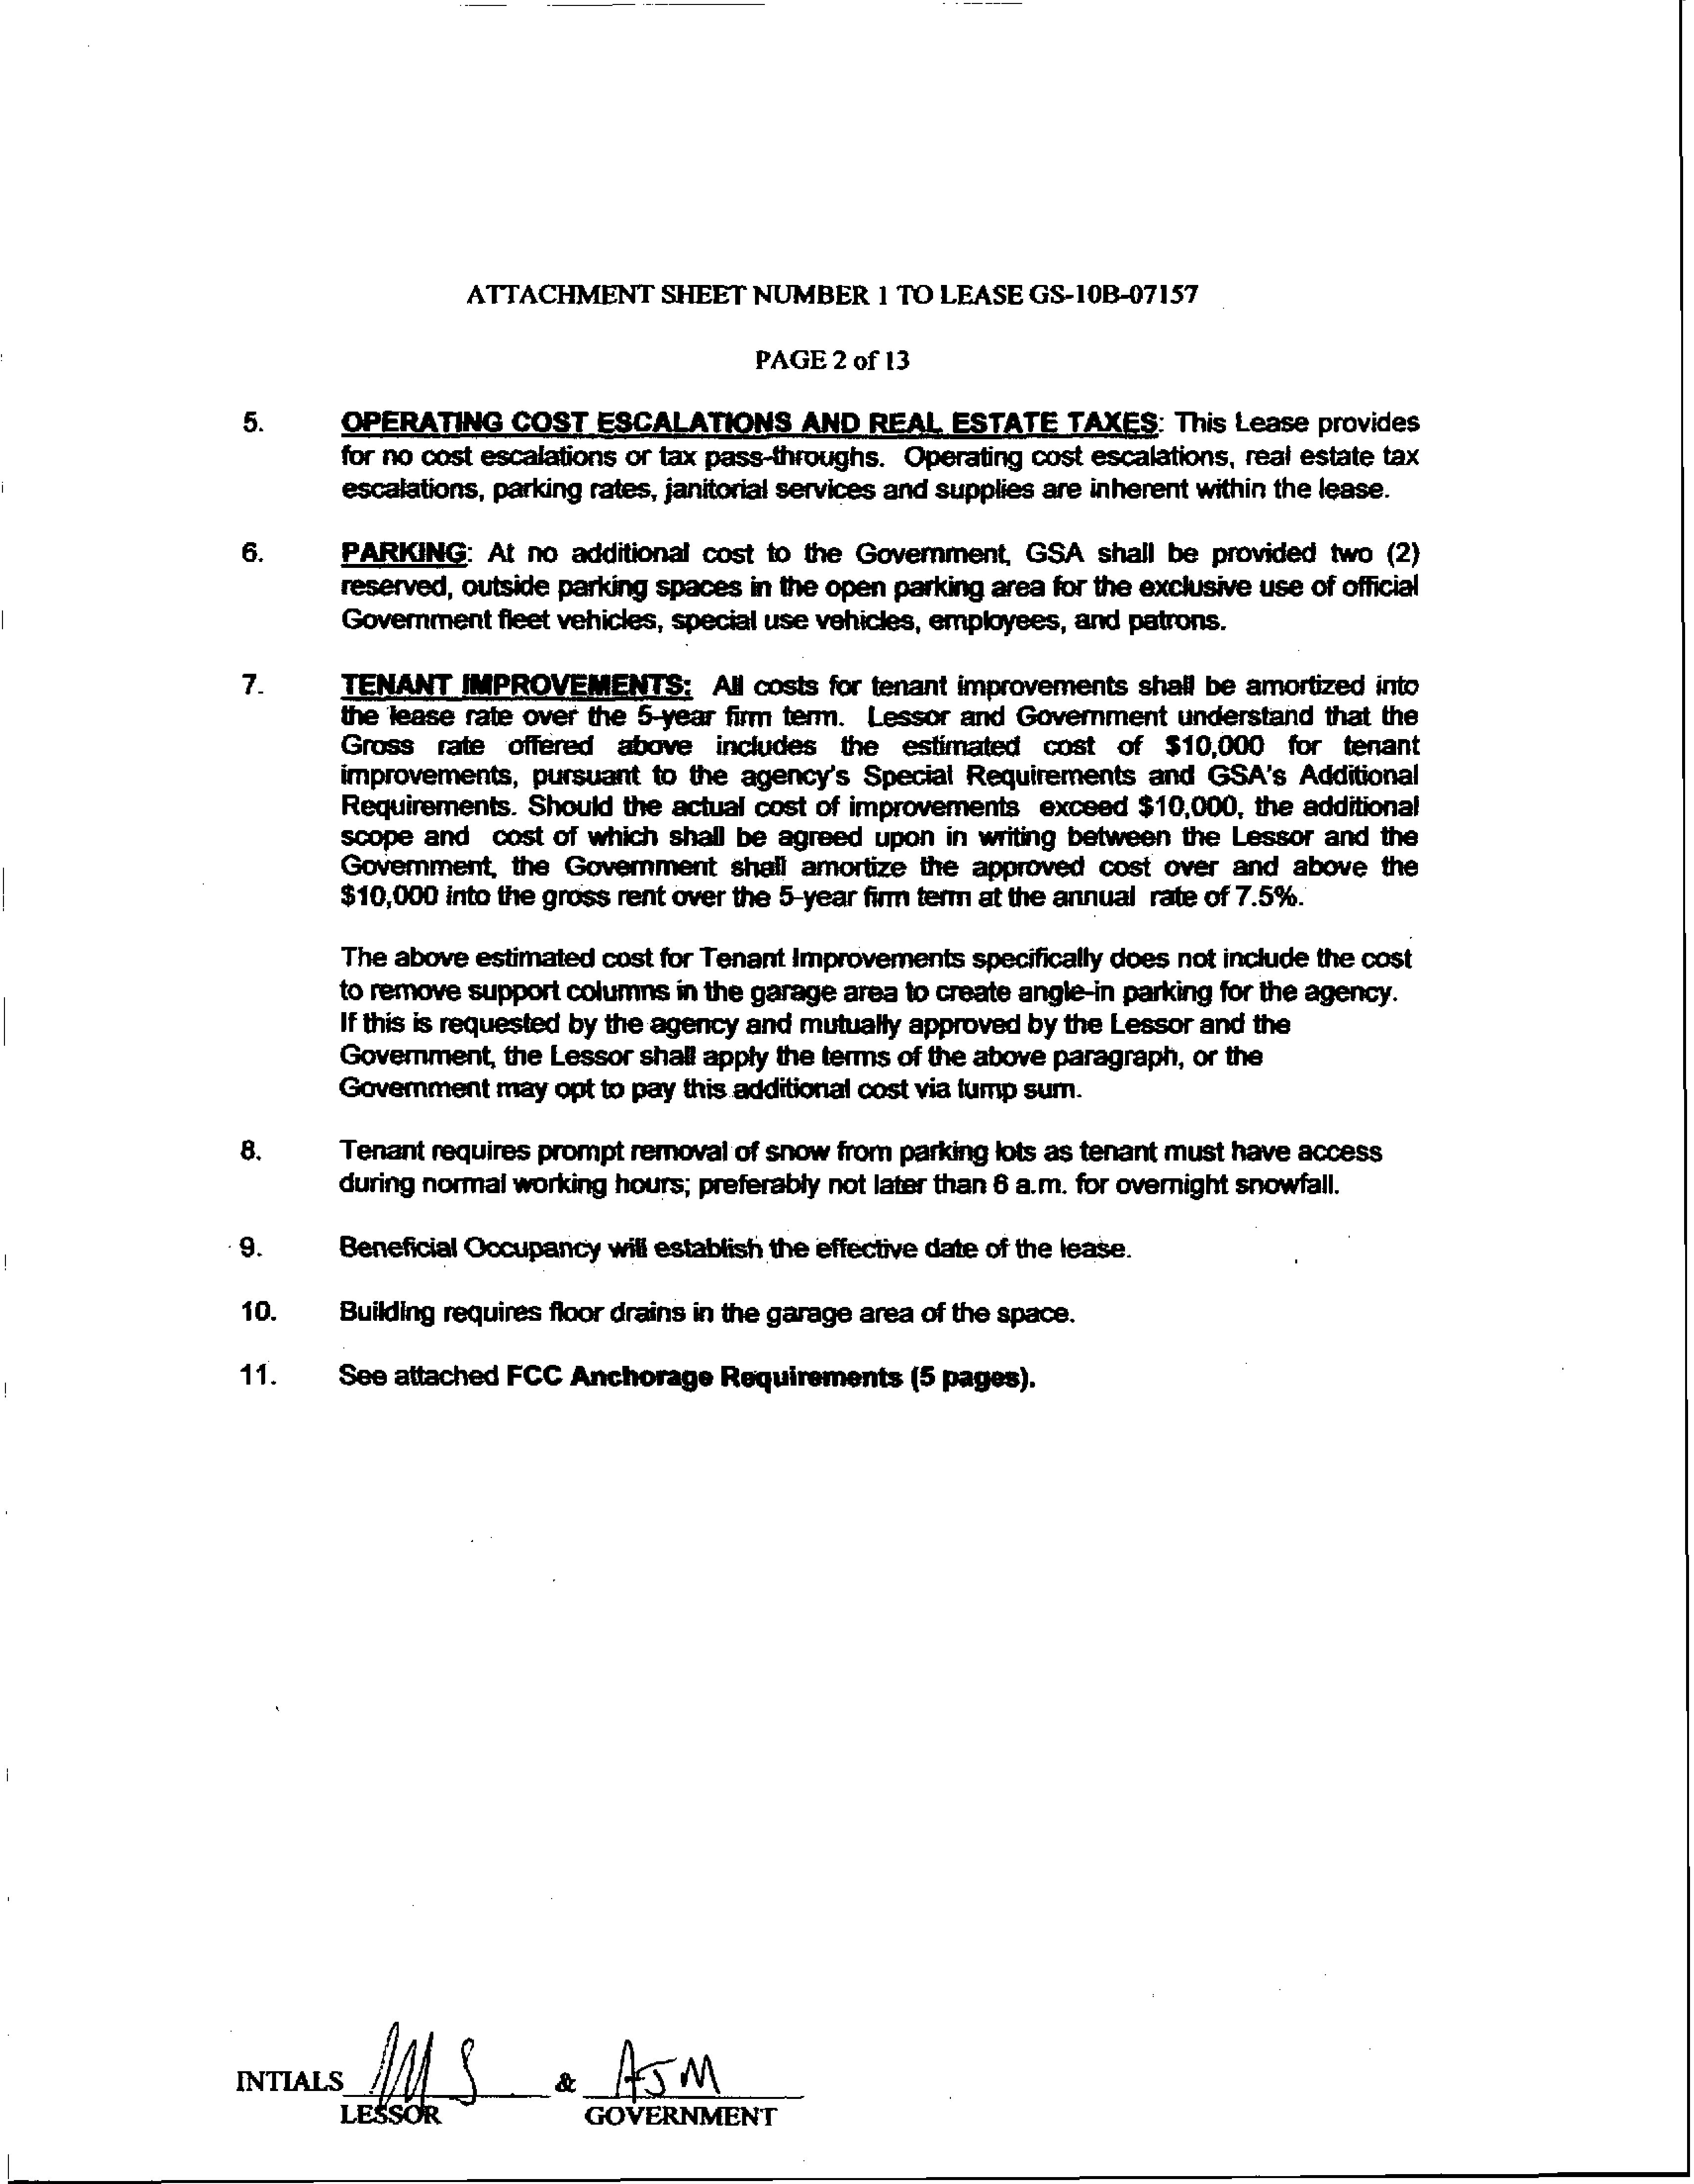 ATTACHMENT SHEET NUMBER 1 TO LEASE GS-10B-07157
PAGE 2 of 13
5. OPERATING COST ESCALATIONS AND REAL ESTATE TAXES: This Lease provides
for no cost escalations or tax pass-throughs. Operating cost escalations, real estate tax
escalations, parking rates, janitorial services and supplies are inherent within the lease.
6. PARKING: At no additional cost to the Government, GSA shall be provided two (2)
reserved, outside parking spaces in the open parking area for the exclusive use of official
Government fleet vehicles, special use vehicles, employees, and patrons.
7. TENANT IMPROVEMENTS: All costs for tenant improvements shall be amortized into
the lease rate over the 5-year firm term. Lessor and Government understand that the
Gross rate offered above includes the estimated cost of $10,000 for tenant
improvements, pursuant to the agency's Special Requirements and GSA's Additional
Requirements. Should the actual cost of improvements exceed $10,000, the additional
scope and cost of which shall be agreed upon in writing between the Lessor and the
Government, the Government shall amortize the approved cost over and above the
$10,000 into the gross rent over the 5-year firm term at the annual rate of 7.5%.
The above estimated cost for Tenant Improvements specifically does not include the cost
to remove support columns in the garage area to create angle-in parking for the agency.
If this is requested by the agency and mutually approved by the Lessor and the
Government, the Lessor shall apply the terms of the above paragraph, or the
Government may opt to pay this additional cost via lump sum.
8. Tenant requires prompt removal of snow from parking lots as tenant must have access
during normal working hours; preferably not later than 6 a.m. for overnight snowfall.
9. Beneficial Occupancy will establish the effective date of the lease.
10. Building requires floor drains in the garage area of the space.
11. See attached FCC Anchorage Requirements (5 pages).
INTIALS & AJM
LESSOR GOVERNMENT